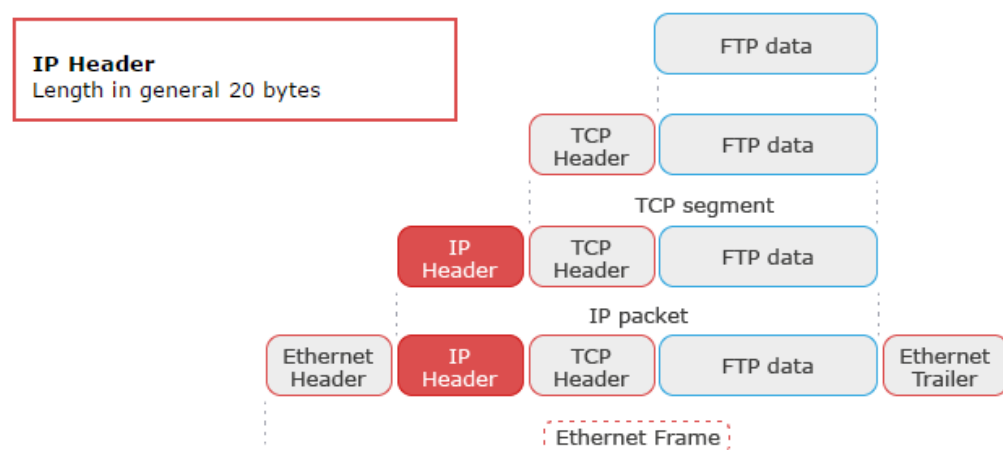 IP Header
Length in general 20 bytes
FTP data
TCP
Header
FTP data
TCP segment
IP
Header
TCP
Header
FTP data
IP packet
Ethernet
Header
IP
Header
TCP
Header
FTP data
Ethernet
Trailer
Ethernet Frame